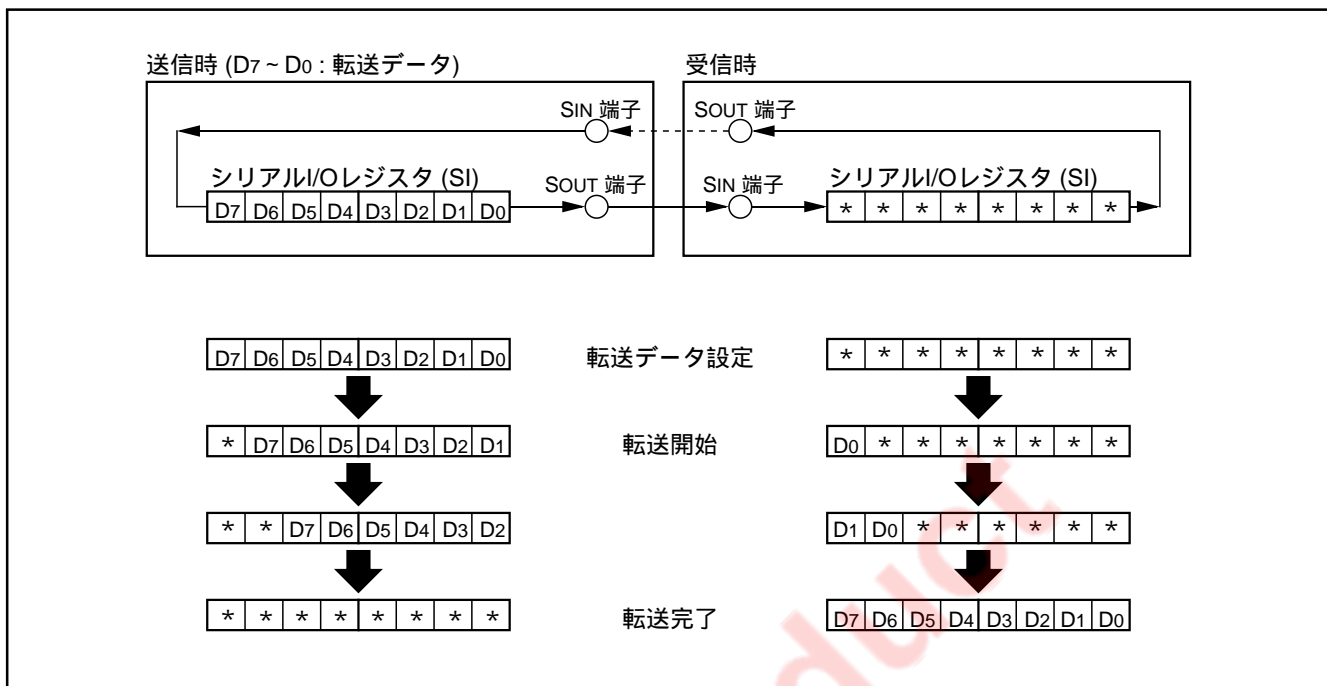 送信時 (D7 ~ D0 : 転送データ)
受信時
SIN 端子
SOUT 端子
シリアルI/Oレジスタ (SI)
SOUT 端子
SIN 端子
シリアルI/Oレジスタ (SI)
D7 D6 D5 D4 D3 D2 D1 D0
* * * * * * * *
D7 D6 D5 D4 D3 D2 D1 D0 転送データ設定 * * * * * * * *
* D7 D6 D5 D4 D3 D2 D1 転送開始 D0 * * * * * * *
* * D7 D6 D5 D4 D3 D2 D1 D0 * * * * * *
* * * * * * * * 転送完了 D7 D6 D5 D4 D3 D2 D1 D0
duct